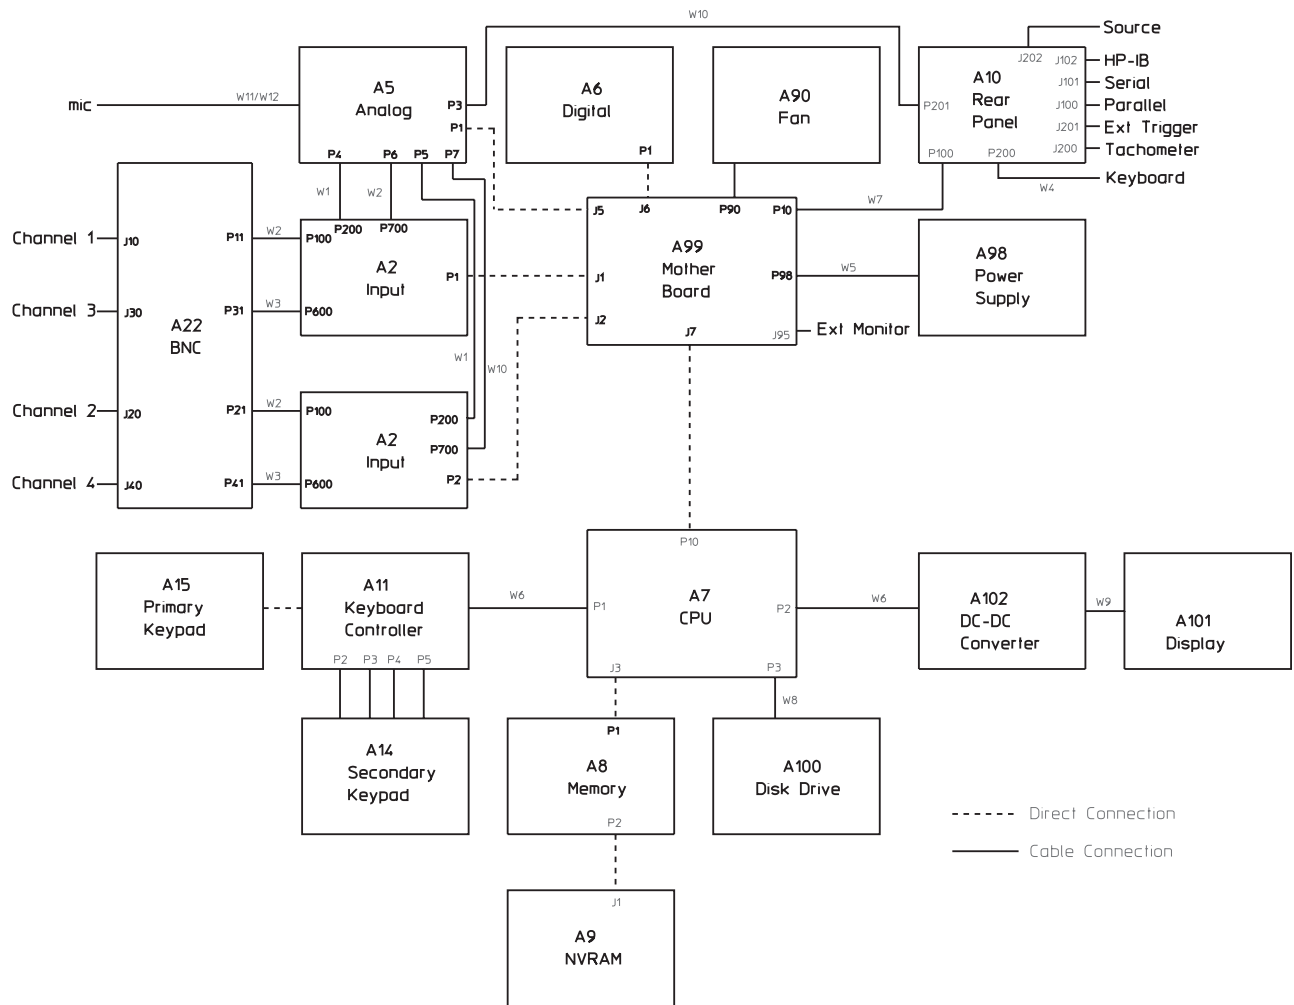 W10
Source
J202
J102
HP-IB
A5
Analog
A6
Digital
A90
Fan
A10
Rear
Panel
J101
Serial
mic
W11/W12
P3
P201
J100
Parallel
P1
J201
Ext Trigger
P4
P6
P5
P7
P1
P100
P200
J200
Tachometer
W1
W2
W7
W4
Keyboard
J5
J6
P90
P10
Channel 1
J10
P11
W2
P100
P200
P700
A2
Input
P1
J1
A99
Mother
Board
P98
W5
A98
Power
Supply
Channel 3
J30
P31
W3
P600
J2
J7
J95
Ext Monitor
A22
BNC
W1
W10
Channel 2
J20
P21
W2
P100
P200
A2
Input
P700
Channel 4
J40
P41
W3
P600
P2
P10
A15
Primary
Keypad
A11
Keyboard
Controller
W6
P1
A7
CPU
P2
W6
A102
DC-DC
Converter
W9
A101
Display
P2
P3
P4
P5
J3
P3
W8
A14
Secondary
Keypad
P1
A8
Memory
P2
A100
Disk Drive
Direct Connection
Cable Connection
J1
A9
NVRAM